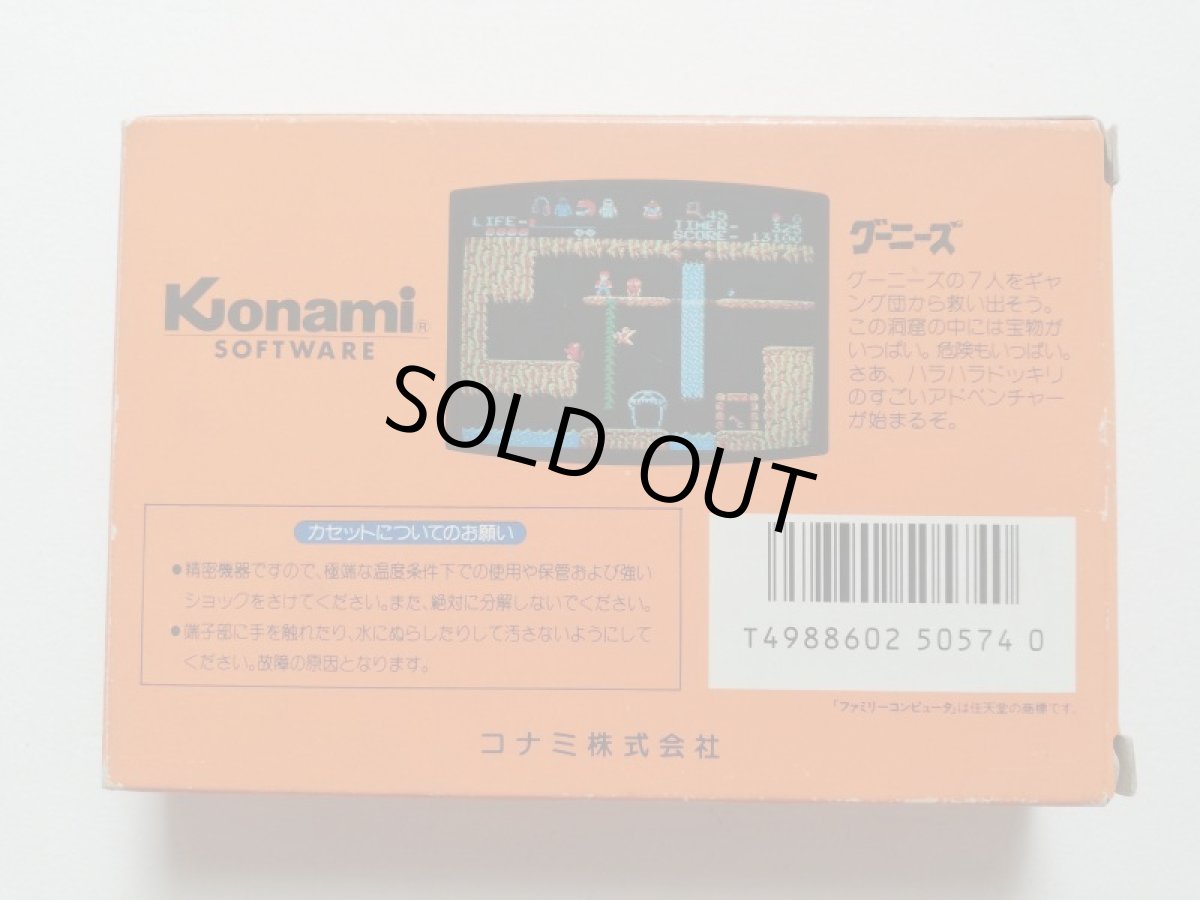 Konami ®
SOFTWARE
LIFE-
45
TIMER- 325
SCORE- 13100
グーニーズ
グーニーズの7人をギャ
ング団から救い出そう。
この洞窟の中には宝物が
いっぱい。危険もいっぱい。
さあ、ハラハラドッキリ
のすごいアドベンチャー
が始まるぞ。
SOLD OUT
カセットについてのお願い
●精密機器ですので、極端な温度条件下での使用や保管および強い
ショックをさけてください。また、絶対に分解しないでください。
●端子部に手を触れたり、水にぬらしたりして汚さないようにして
ください。故障の原因となります。
T4988602 50574 0
「ファミリーコンピュータ」は任天堂の商標です。
コナミ株式会社